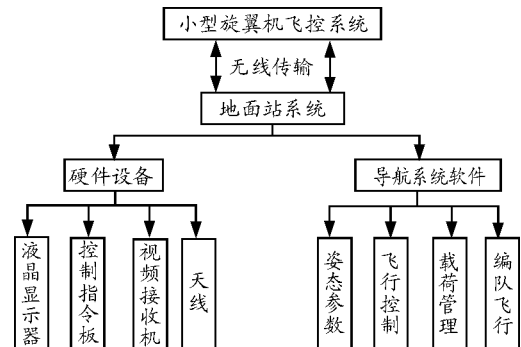 小型旋翼机飞控系统
无线传输
地面站系统
硬件设备
导航系统软件
液晶显示器
控制指令板
视频接收机
天线
姿态参数
飞行控制
载荷管理
编队飞行